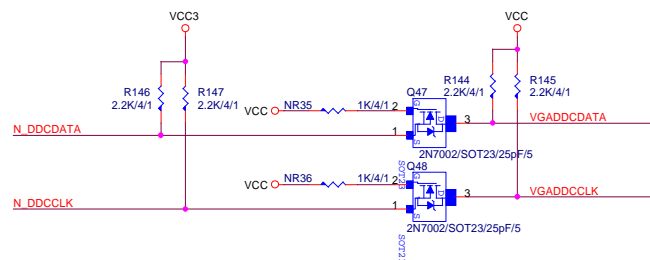 VCC3
VCC
R146
2.2K/4/1
R147
2.2K/4/1
Q47
R144
2.2K/4/1
R145
2.2K/4/1
VCC
NR35
1K/4/1
2
G
D
S
3
1
N_DDCDATA
VGADDCDATA
2N7002/SOT23/25pF/5
SOT23
Q48
VCC
NR36
1K/4/1
2
G
D
S
3
1
N_DDCCLK
VGADDCCLK
2N7002/SOT23/25pF/5